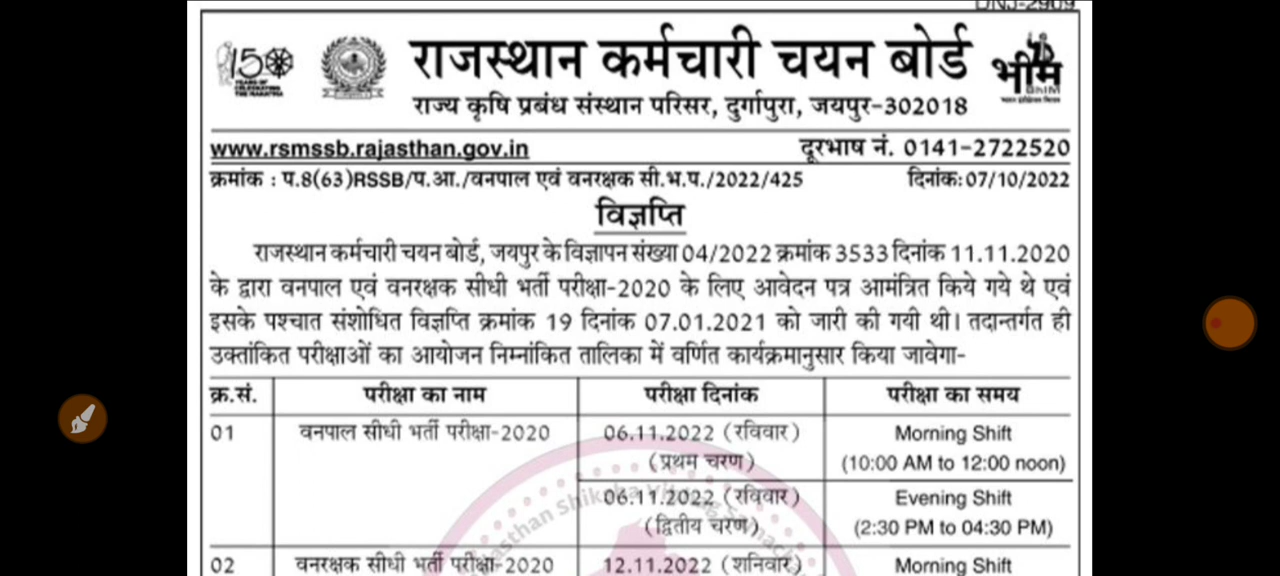 DNJ-2909
150
YEARS OF
CELEBRATING
THE MAHATMA
राजस्थान कर्मचारी चयन बोर्ड
भीम
BHIM
राज्य कृषि प्रबंध संस्थान परिसर, दुर्गापुरा, जयपुर-302018
www.rsmssb.rajasthan.gov.in दूरभाष नं. 0141-2722520
क्रमांक : प.8(63)RSSB/प.आ./वनपाल एवं वनरक्षक सी.भ.प./2022/425 दिनांक:07/10/2022
विज्ञप्ति
राजस्थान कर्मचारी चयन बोर्ड, जयपुर के विज्ञापन संख्या 04/2022 क्रमांक 3533 दिनांक 11.11.2020
के द्वारा वनपाल एवं वनरक्षक सीधी भर्ती परीक्षा-2020 के लिए आवेदन पत्र आमंत्रित किये गये थे एवं
इसके पश्चात संशोधित विज्ञप्ति क्रमांक 19 दिनांक 07.01.2021 को जारी की गयी थी। तदान्तर्गत ही
उक्तांकित परीक्षाओं का आयोजन निम्नांकित तालिका में वर्णित कार्यक्रमानुसार किया जावेगा-
क्र.सं. परीक्षा का नाम परीक्षा दिनांक परीक्षा का समय
01 वनपाल सीधी भर्ती परीक्षा-2020 06.11.2022 (रविवार) Morning Shift
(प्रथम चरण) (10:00 AM to 12:00 noon)
06.11.2022 (रविवार) Evening Shift
(द्वितीय चरण) (2:30 PM to 04:30 PM)
02 वनरक्षक सीधी भर्ती परीक्षा-2020 12.11.2022 (शनिवार) Morning Shift